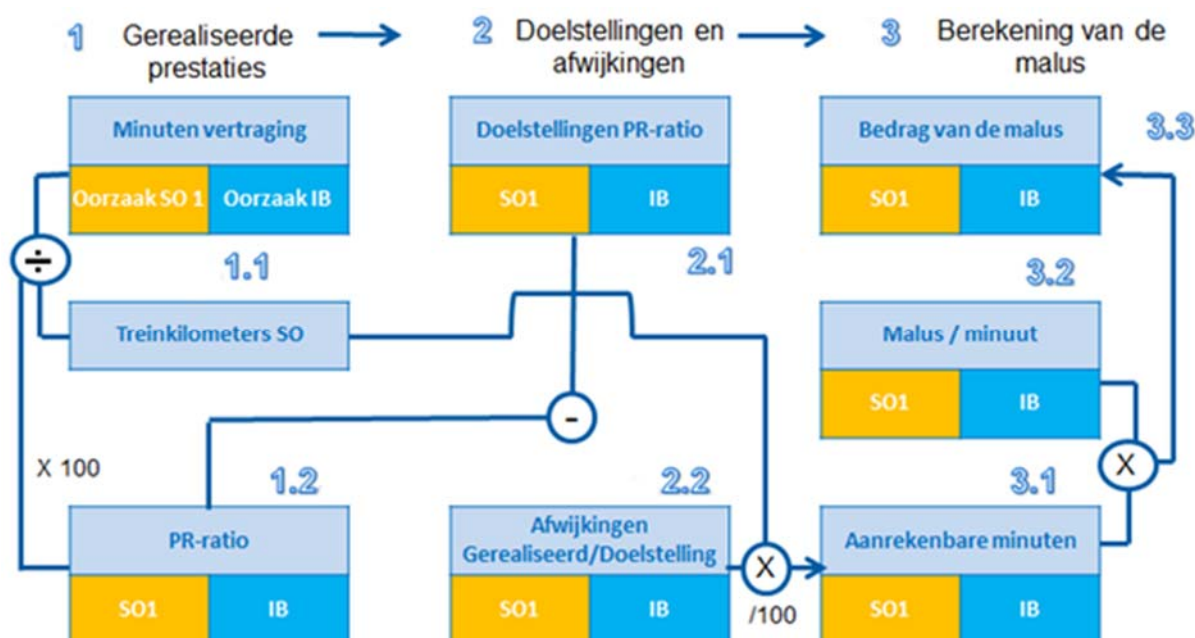 1 Gerealiseerde
prestaties
2 Doelstellingen en
afwijkingen
3 Berekening van de
malus
Minuten vertraging
Oorzaak SO 1 Oorzaak IB
÷
1.1
Treinkilometers SO
X 100
1.2
PR-ratio
SO1 IB
Doelstellingen PR-ratio
SO1 IB
2.1
-
2.2
Afwijkingen
Gerealiseerd/Doelstelling
SO1 IB
X
/100
Bedrag van de malus
SO1 IB
3.3
3.2
Malus / minuut
SO1 IB
X
3.1
Aanrekenbare minuten
SO1 IB